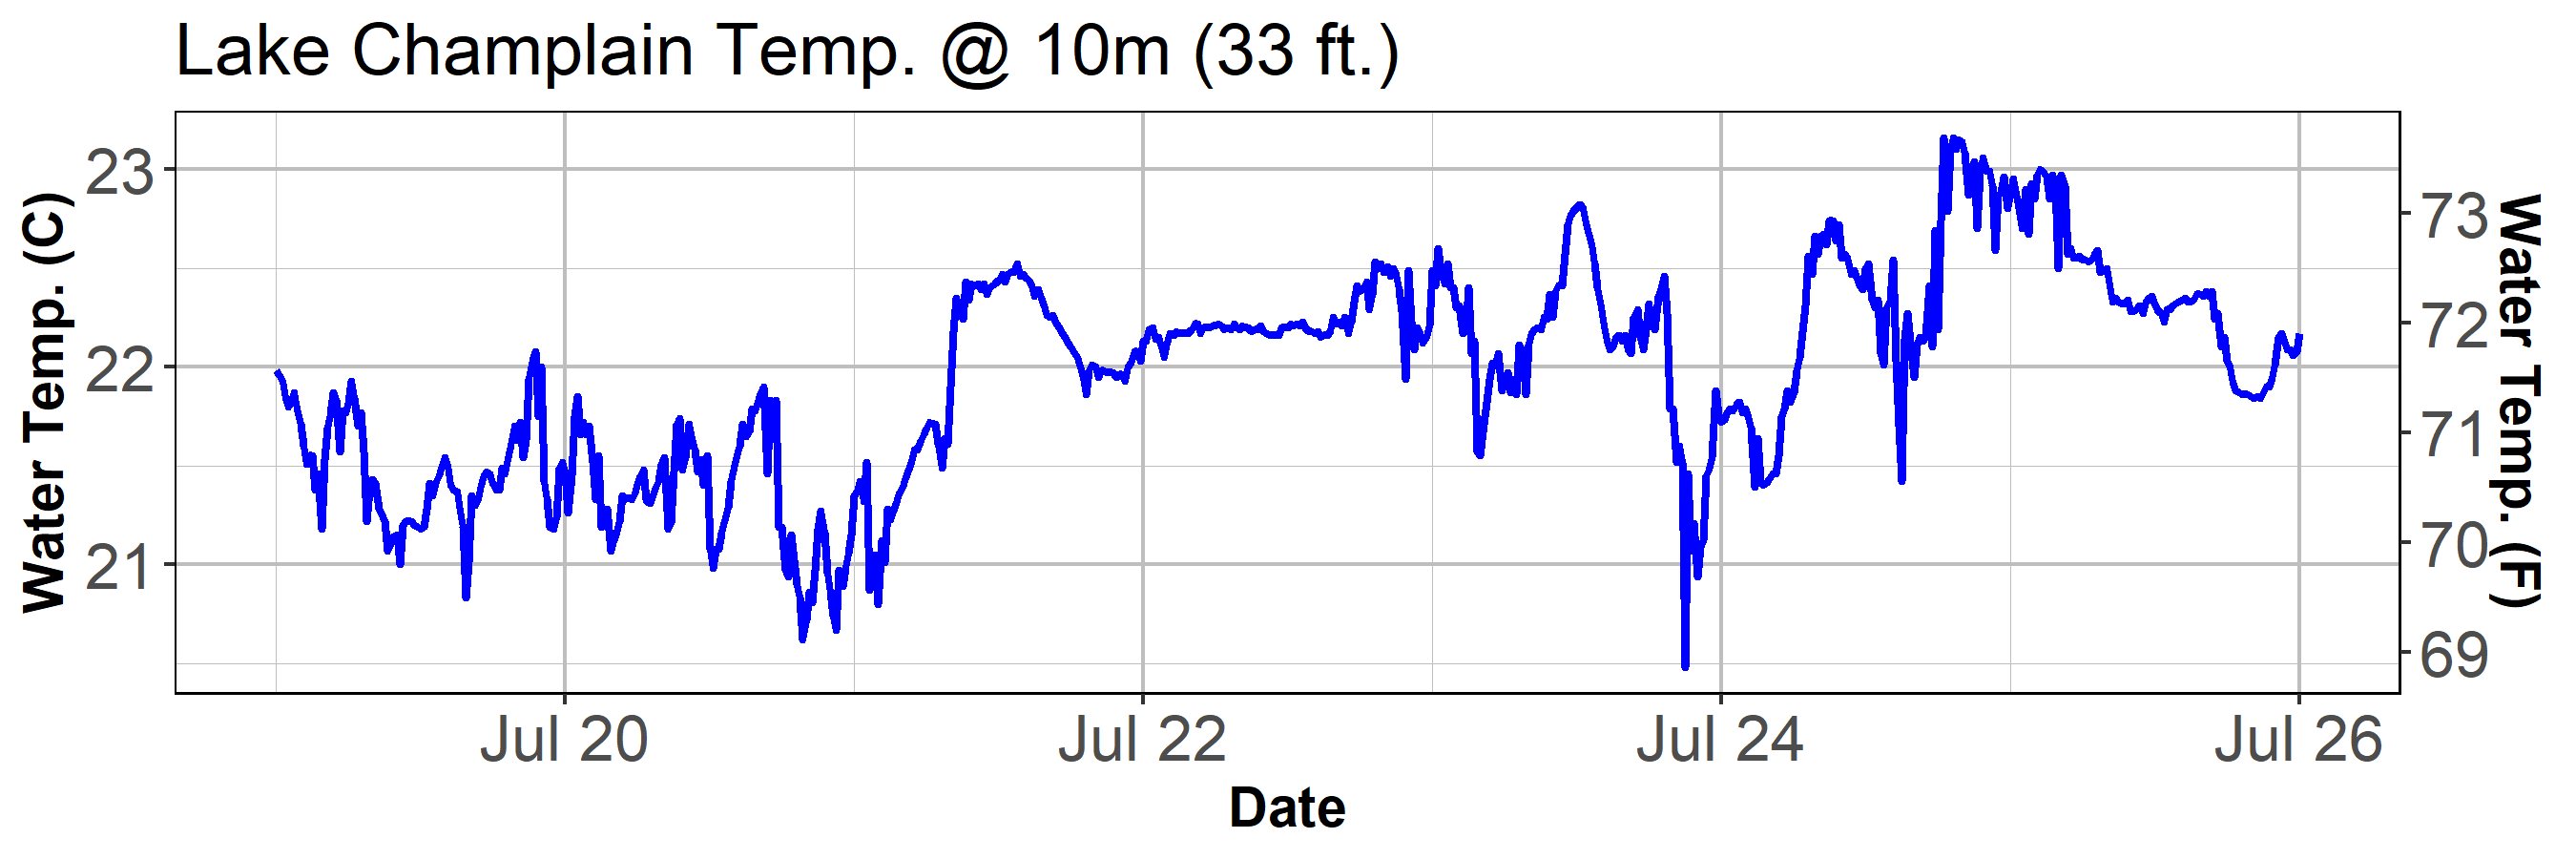 Lake Champlain Temp. @ 10m (33 ft.)
Water Temp. (C)
23
22
21
73
72
71
70
69
Water Temp. (F)
Jul 20 Jul 22 Jul 24 Jul 26
Date